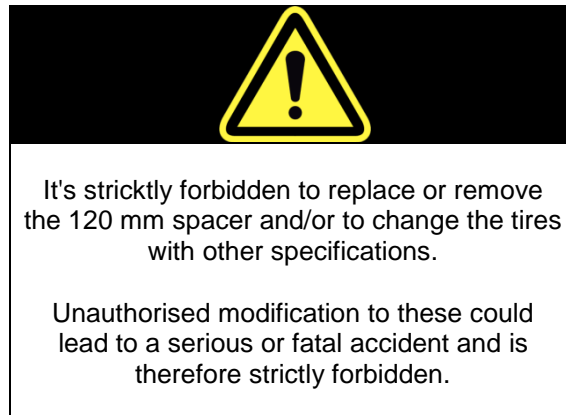 It's stricktly forbidden to replace or remove
the 120 mm spacer and/or to change the tires
with other specifications.
Unauthorised modification to these could
lead to a serious or fatal accident and is
therefore strictly forbidden.